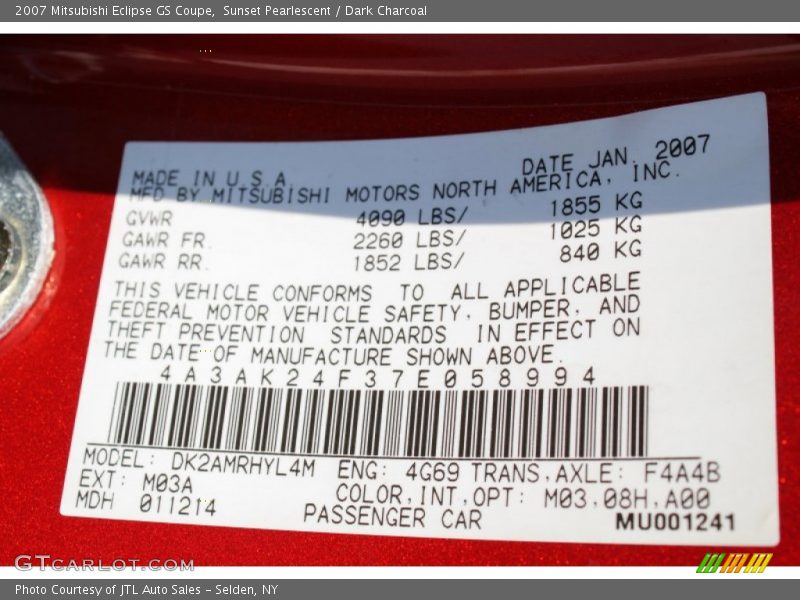 2007 Mitsubishi Eclipse GS Coupe,  Sunset Pearlescent / Dark Charcoal
MADE IN U S A DATE JAN. 2007
MFD BY MITSUBISHI MOTORS NORTH AMERICA, INC.
GVWR 4090 LBS/ 1855 KG
GAWR FR. 2260 LBS/ 1025 KG
GAWR RR. 1852 LBS/ 840 KG
THIS VEHICLE CONFORMS TO ALL APPLICABLE
FEDERAL MOTOR VEHICLE SAFETY, BUMPER, AND
THEFT PREVENTION STANDARDS IN EFFECT ON
THE DATE OF MANUFACTURE SHOWN ABOVE.
4A3AK24F37E058994
MODEL: DK2AMRHYL4M ENG: 4G69 TRANS,AXLE: F4A4B
EXT: M03A COLOR,INT,OPT: M03,08H,A00
MDH 011214 PASSENGER CAR MU001241
GTCARLOT.COM
Photo Courtesy of JTL Auto Sales - Selden, NY